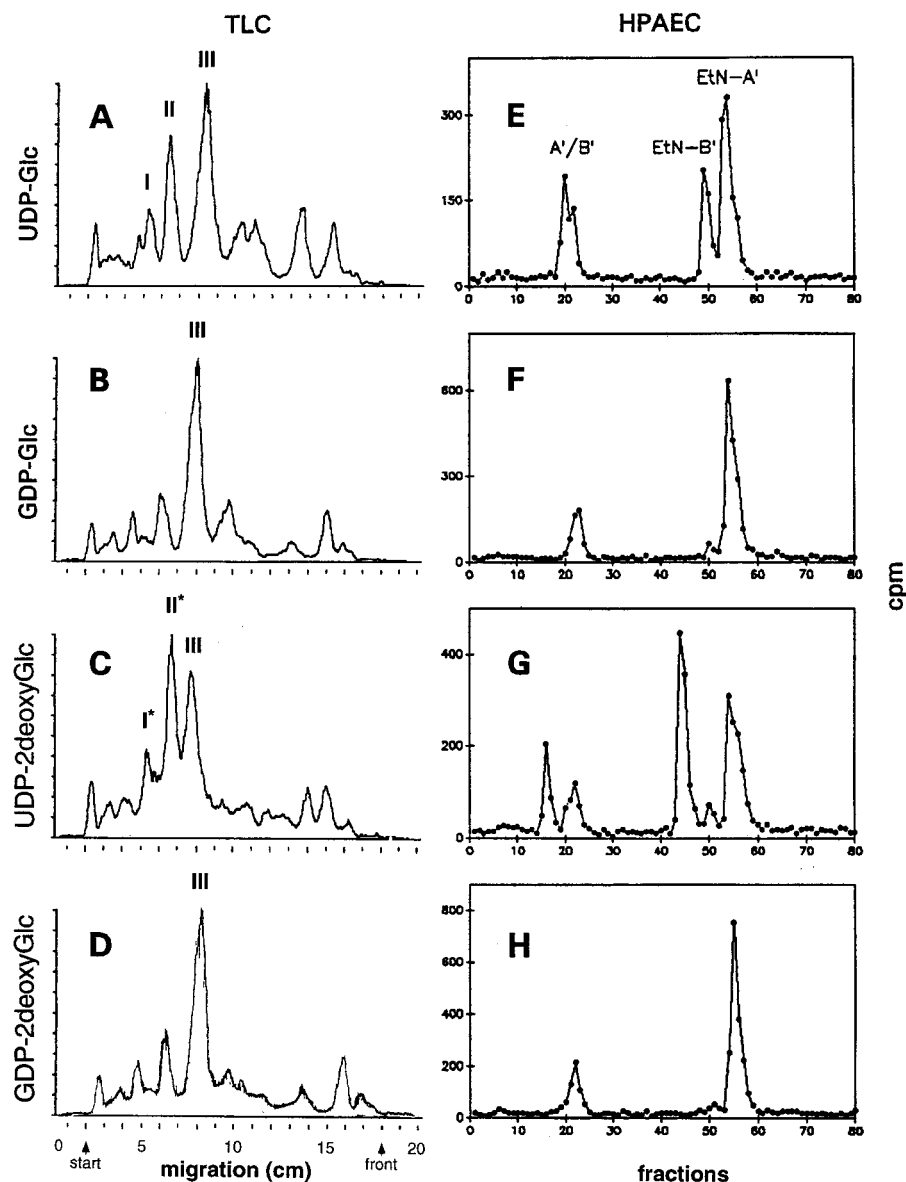 TLC
HPAEC
A
I
II
III
UDP-Glc
E
A'/B'
EtN-B'
EtN-A'
300
150
0
0 10 20 30 40 50 60 70 80
B
III
GDP-Glc
F
600
300
0
0 10 20 30 40 50 60 70 80
cpm
C
I*
II*
III
UDP-2deoxyGlc
G
400
200
0
0 10 20 30 40 50 60 70 80
D
III
GDP-2deoxyGlc
H
800
600
400
200
0
0 10 20 30 40 50 60 70 80
0 5 10 15 20
start
migration (cm)
front
fractions